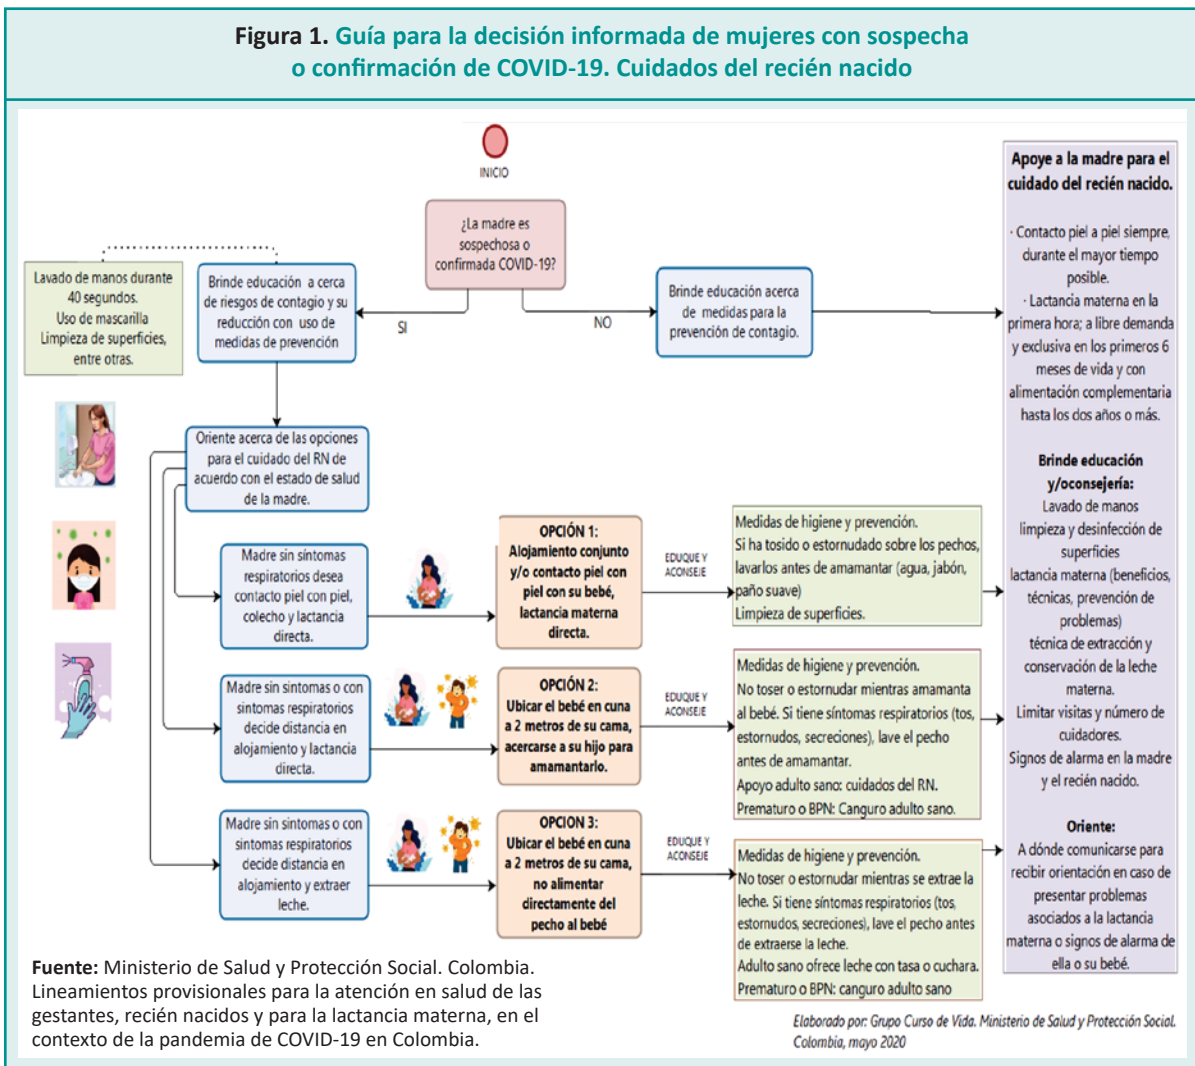 Figura 1. Guía para la decisión informada de mujeres con sospecha
o confirmación de COVID-19. Cuidados del recién nacido
INICIO
¿La madre es
sospechosa o
confirmada COVID-19?
SI
NO
Lavado de manos durante
40 segundos.
Uso de mascarilla
Limpieza de superficies,
entre otras.
Brinde educación a cerca
de riesgos de contagio y su
reducción con uso de
medidas de prevención
Brinde educación acerca
de medidas para la
prevención de contagio.
Oriente acerca de las opciones
para el cuidado del RN de
acuerdo con el estado de salud
de la madre.
Madre sin síntomas
respiratorios desea
contacto piel con piel,
colecho y lactancia
directa.
OPCIÓN 1:
Alojamiento conjunto
y/o contacto piel con
piel con su bebé,
lactancia materna
directa.
EDUQUE Y
ACONSEJE
Medidas de higiene y prevención.
Si ha tosido o estornudado sobre los pechos,
lavarlos antes de amamantar (agua, jabón,
paño suave)
Limpieza de superficies.
Madre sin sintomas o con
sintomas respiratorios
decide distancia en
alojamiento y lactancia
directa.
OPCIÓN 2:
Ubicar el bebé en cuna
a 2 metros de su cama,
acercarse a su hijo para
amamantarlo.
EDUQUE Y
ACONSEJE
Medidas de higiene y prevención.
No toser o estornudar mientras amamanta
al bebé. Si tiene síntomas respiratorios (tos,
estornudos, secreciones), lave el pecho
antes de amamantar.
Apoyo adulto sano: cuidados del RN.
Prematuro o BPN: Canguro adulto sano.
Madre sin sintomas o con
sintomas respiratorios
decide distancia en
alojamiento y extraer
leche.
OPCION 3:
Ubicar el bebé en cuna
a 2 metros de su cama,
no alimentar
directamente del
pecho al bebé
EDUQUE Y
ACONSEJE
Medidas de higiene y prevención.
No toser o estornudar mientras se extrae la
leche. Si tiene síntomas respiratorios (tos,
estornudos, secreciones), lave el pecho antes
de extraerse la leche.
Adulto sano ofrece leche con tasa o cuchara.
Prematuro o BPN: canguro adulto sano
Apoye a la madre para el
cuidado del recién nacido.
· Contacto piel a piel siempre,
durante el mayor tiempo
posible.
· Lactancia materna en la
primera hora; a libre demanda
y exclusiva en los primeros 6
meses de vida y con
alimentación complementaria
hasta los dos años o más.
Brinde educación
y/oconsejería:
Lavado de manos
limpieza y desinfección de
superficies
lactancia materna (beneficios,
técnicas, prevención de
problemas)
técnica de extracción y
conservación de la leche
materna.
Limitar visitas y número de
cuidadores.
Signos de alarma en la madre
y el recién nacido.
Oriente:
A dónde comunicarse para
recibir orientación en caso de
presentar problemas
asociados a la lactancia
materna o signos de alarma de
ella o su bebé.
Fuente: Ministerio de Salud y Protección Social. Colombia.
Lineamientos provisionales para la atención en salud de las
gestantes, recién nacidos y para la lactancia materna, en el
contexto de la pandemia de COVID-19 en Colombia.
Elaborado por: Grupo Curso de Vida. Ministerio de Salud y Protección Social.
Colombia, mayo 2020